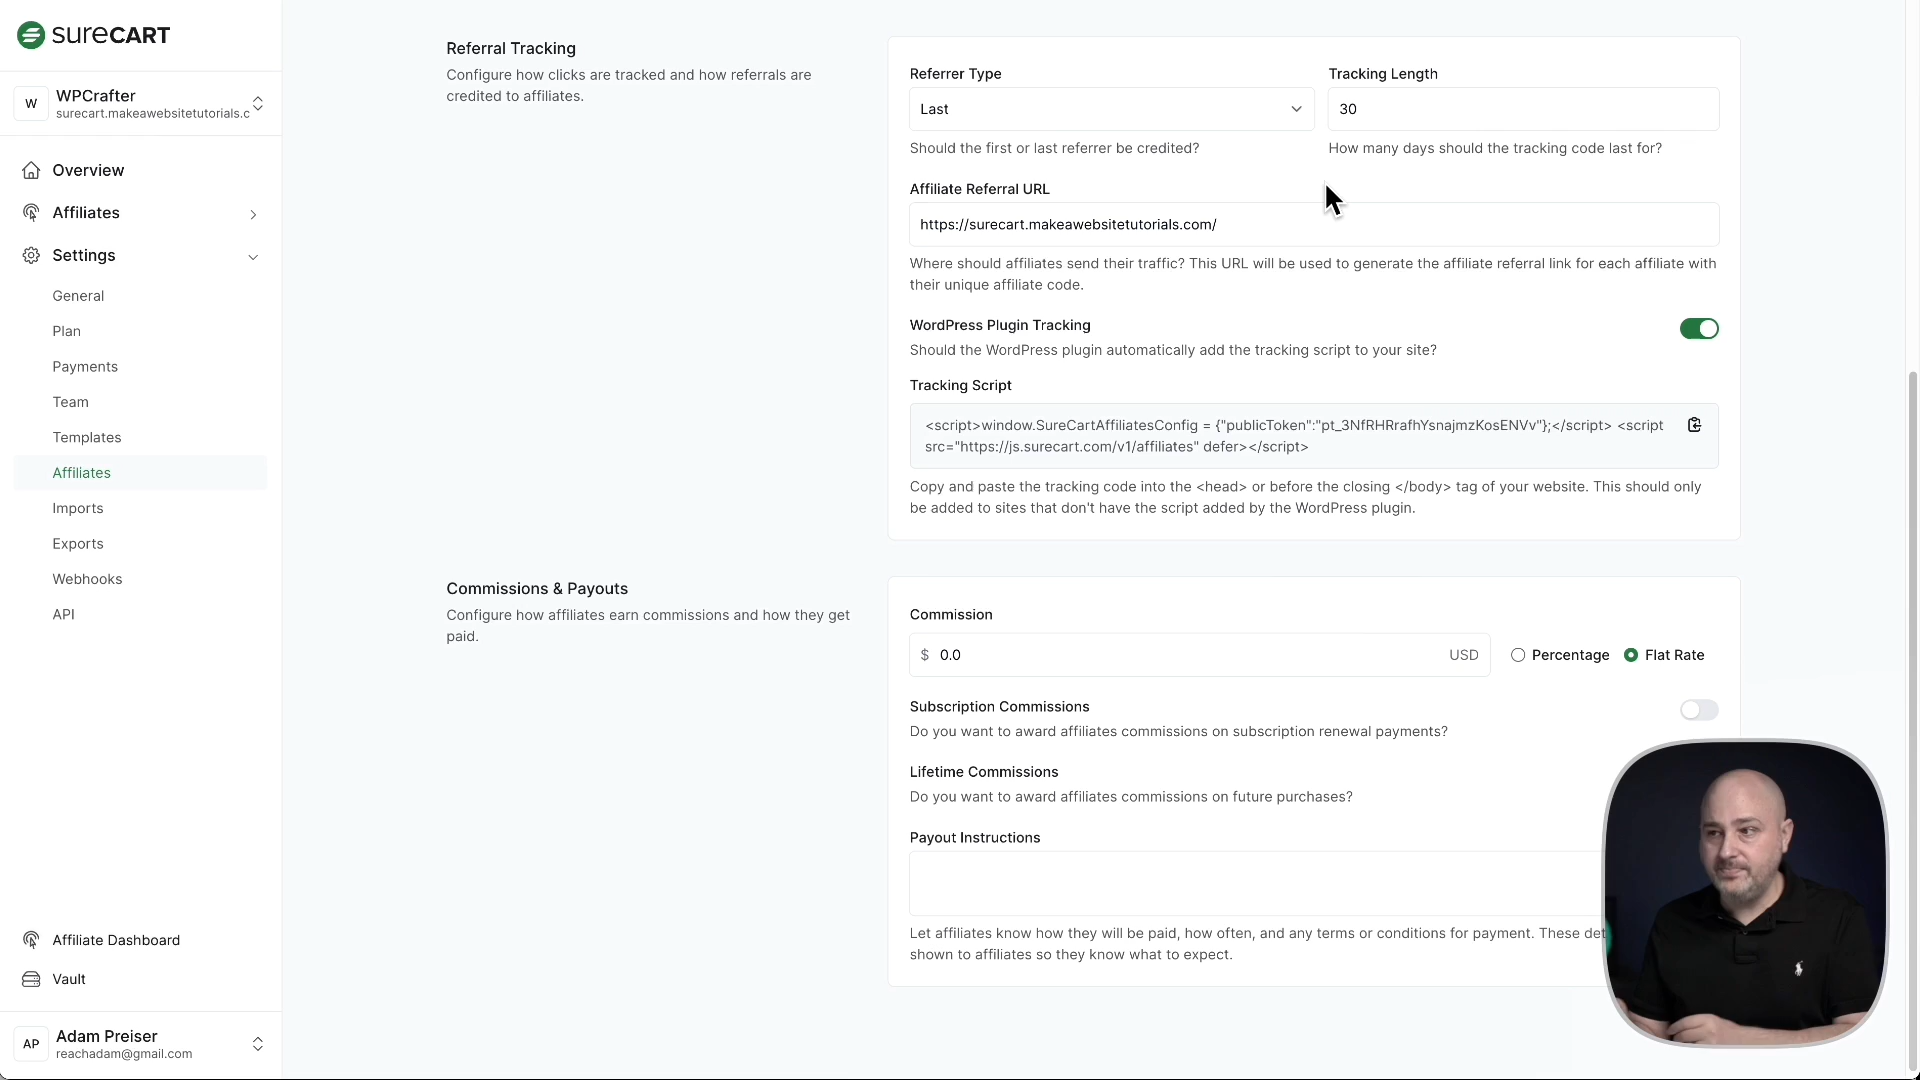 SURECART
W
WPCrafter
surecart.makeawebsitetutorials.c
Overview
Affiliates
Settings
General
Plan
Payments
Team
Templates
Affiliates
Imports
Exports
Webhooks
API
Affiliate Dashboard
Vault
AP
Adam Preiser
reachadam@gmail.com
Referral Tracking
Configure how clicks are tracked and how referrals are
credited to affiliates.
Referrer Type
Tracking Length
Last
30
Should the first or last referrer be credited?
How many days should the tracking code last for?
Affiliate Referral URL
https://surecart.makeawebsitetutorials.com/
Where should affiliates send their traffic? This URL will be used to generate the affiliate referral link for each affiliate with
their unique affiliate code.
WordPress Plugin Tracking
Should the WordPress plugin automatically add the tracking script to your site?
Tracking Script
<script>window.SureCartAffiliatesConfig = {"publicToken":"pt_3NfRHRrafhYsnajmzKosENVv"};</script> <script
src="https://js.surecart.com/v1/affiliates" defer></script>
Copy and paste the tracking code into the <head> or before the closing </body> tag of your website. This should only
be added to sites that don't have the script added by the WordPress plugin.
Commissions & Payouts
Configure how affiliates earn commissions and how they get
paid.
Commission
$ 0.0 USD
Percentage
Flat Rate
Subscription Commissions
Do you want to award affiliates commissions on subscription renewal payments?
Lifetime Commissions
Do you want to award affiliates commissions on future purchases?
Payout Instructions
Let affiliates know how they will be paid, how often, and any terms or conditions for payment. These det
shown to affiliates so they know what to expect.